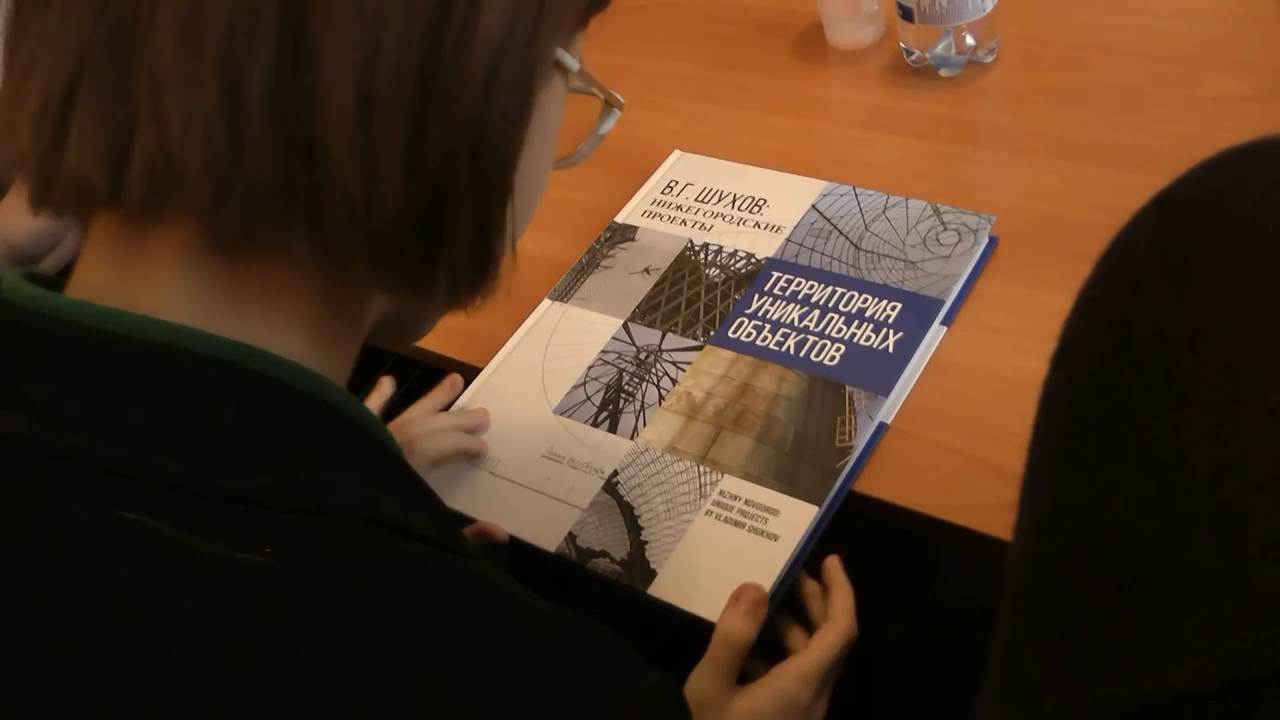 В.Г. ШУХОВ:
НИЖЕГОРОДСКИЕ
ПРОЕКТЫ
ТЕРРИТОРИЯ
УНИКАЛЬНЫХ
ОБЪЕКТОВ
NIZHNY NOVGOROD:
UNIQUE PROJECTS
BY VLADIMIR SHUKHOV